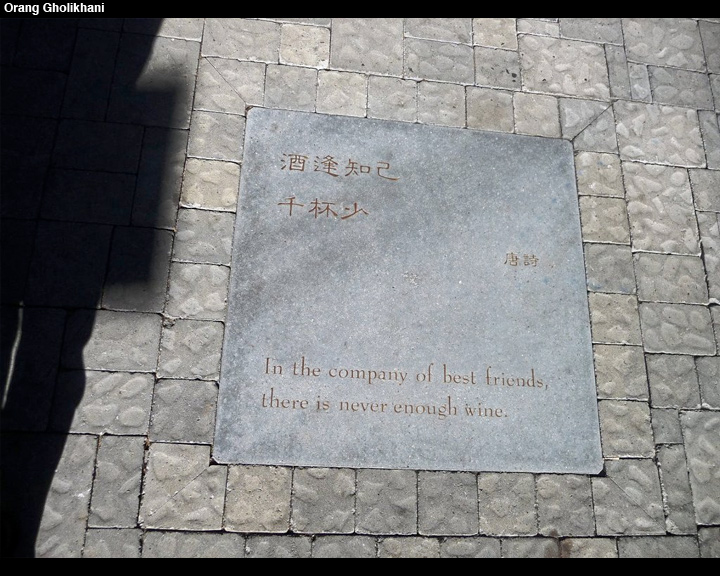 Orang Gholikhani
酒逢知己
千杯少
唐詩
In the company of best friends,
there is never enough wine.